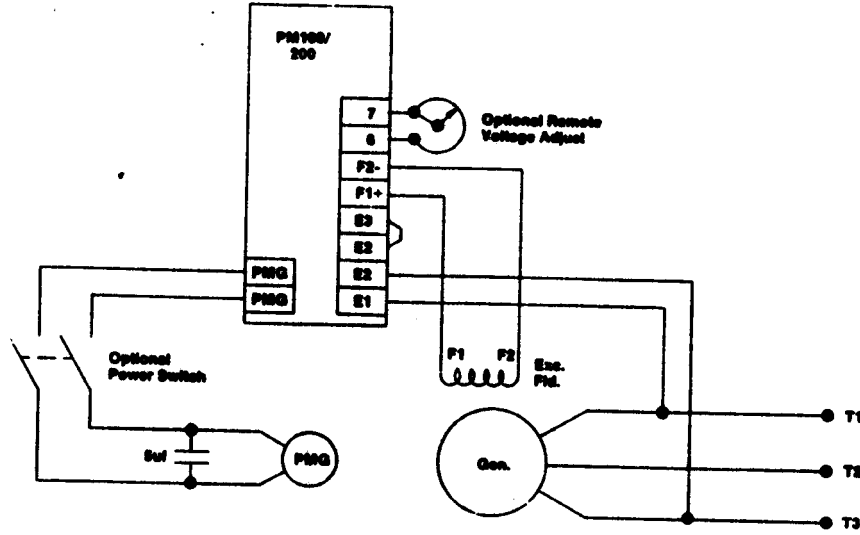 PM100/
200
7
6
F2-
F1+
E3
E2
E2
E1
Optional Remote
Voltage Adjust
PMG
PMG
Optional
Power Switch
F1 F2
Exc.
Fld.
5uf
PMG
Gen.
T1
T2
T3